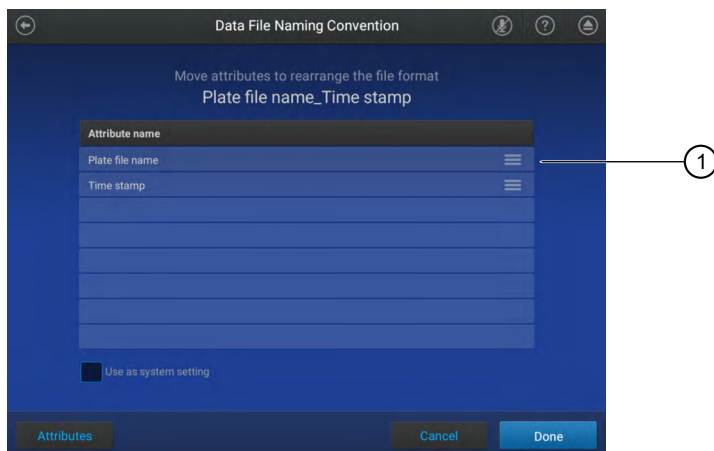 Data File Naming Convention
?
Move attributes to rearrange the file format
Plate file name_Time stamp
Attribute name
Plate file name
1
Time stamp
Use as system setting
Attributes
Cancel
Done